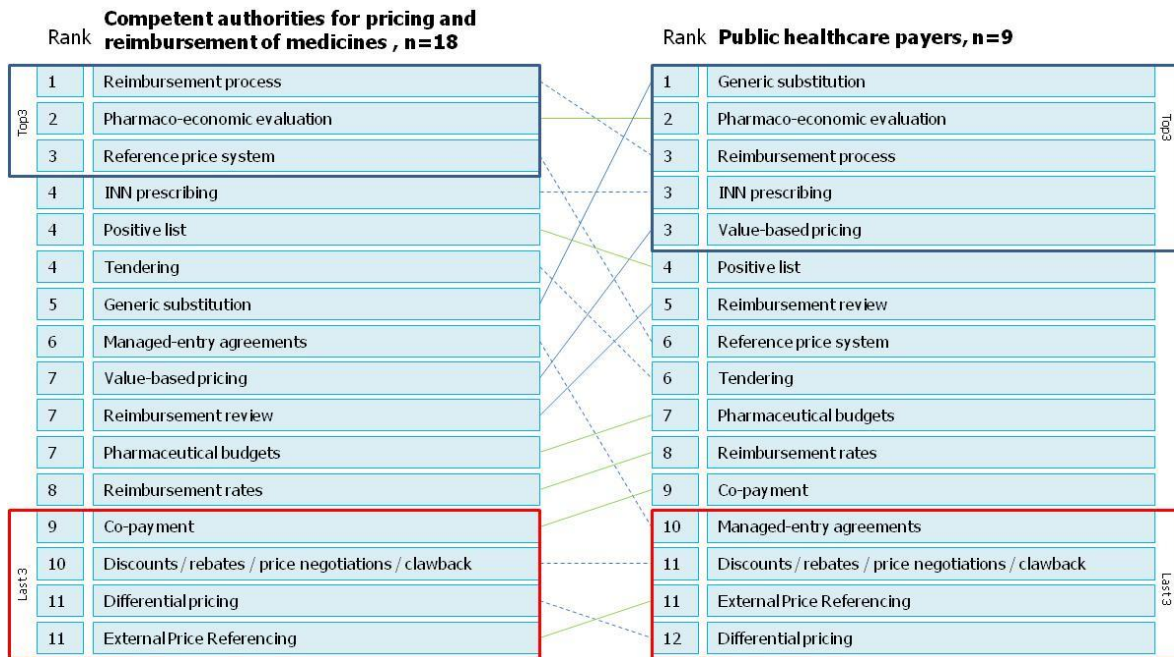 Rank Competent authorities for pricing and
reimbursement of medicines , n=18
Top3
1 Reimbursement process
2 Pharmaco-economic evaluation
3 Reference price system
4 INN prescribing
4 Positive list
4 Tendering
5 Generic substitution
6 Managed-entry agreements
7 Value-based pricing
7 Reimbursement review
7 Pharmaceutical budgets
8 Reimbursement rates
Last 3
9 Co-payment
10 Discounts / rebates / price negotiations / clawback
11 Differential pricing
11 External Price Referencing
Rank Public healthcare payers, n=9
Top3
1 Generic substitution
2 Pharmaco-economic evaluation
3 Reimbursement process
3 INN prescribing
3 Value-based pricing
4 Positive list
5 Reimbursement review
6 Reference price system
6 Tendering
7 Pharmaceutical budgets
8 Reimbursement rates
9 Co-payment
Last 3
10 Managed-entry agreements
11 Discounts / rebates / price negotiations / clawback
11 External Price Referencing
12 Differential pricing